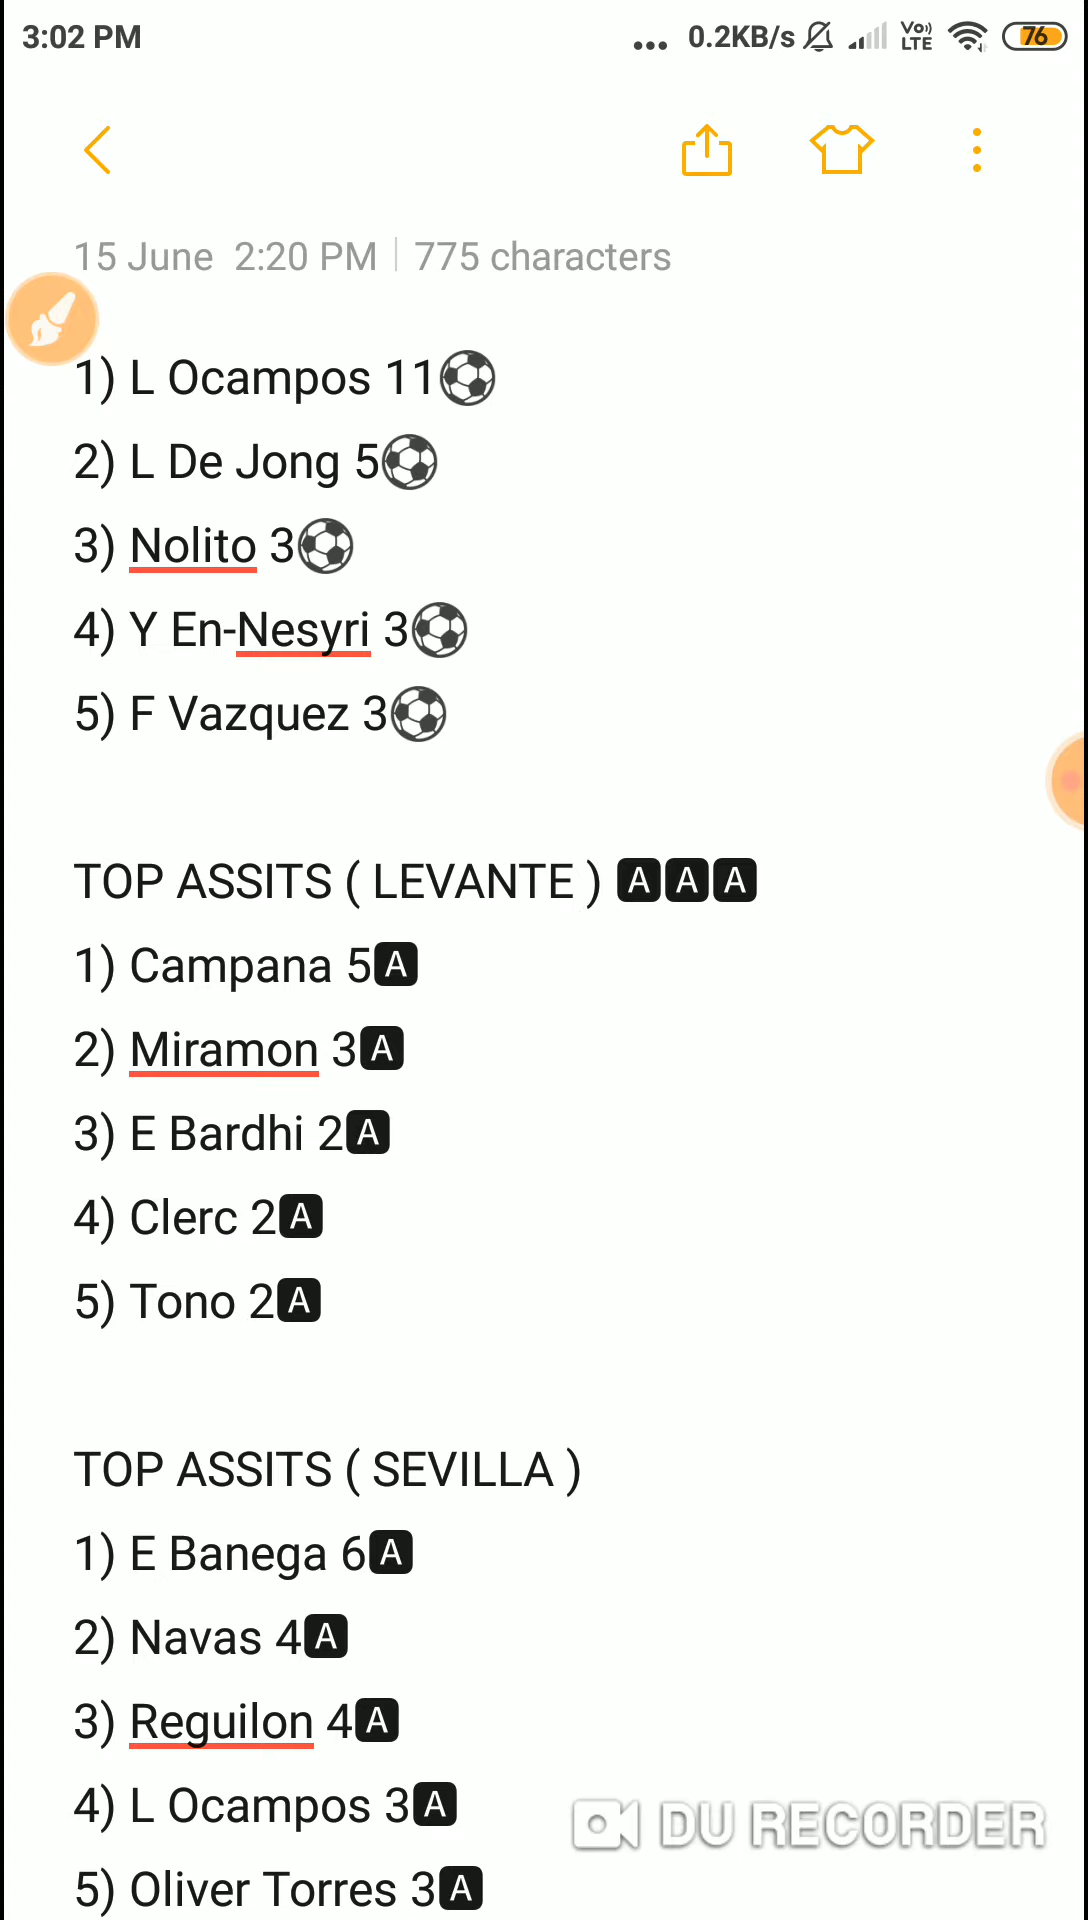 3:02 PM ... 0.2KB/s Vo)) LTE 76
15 June 2:20 PM | 775 characters
1) L Ocampos 11⚽
2) L De Jong 5⚽
3) Nolito 3⚽
4) Y En-Nesyri 3⚽
5) F Vazquez 3⚽
TOP ASSITS ( LEVANTE ) 🅰🅰🅰
1) Campana 5🅰
2) Miramon 3🅰
3) E Bardhi 2🅰
4) Clerc 2🅰
5) Tono 2🅰
TOP ASSITS ( SEVILLA )
1) E Banega 6🅰
2) Navas 4🅰
3) Reguilon 4🅰
4) L Ocampos 3🅰
DU RECORDER
5) Oliver Torres 3🅰